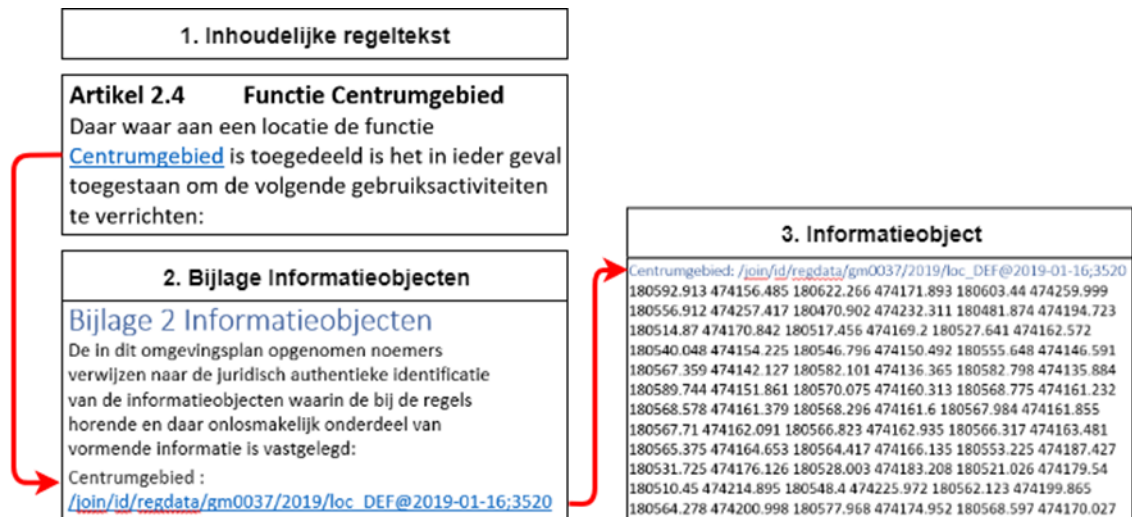 1. Inhoudelijke regeltekst
Artikel 2.4 Functie Centrumgebied
Daar waar aan een locatie de functie
Centrumgebied is toegedeeld is het in ieder geval
toegestaan om de volgende gebruiksactiviteiten
te verrichten:
2. Bijlage Informatieobjecten
Bijlage 2 Informatieobjecten
De in dit omgevingsplan opgenomen noemers
verwijzen naar de juridisch authentieke identificatie
van de informatieobjecten waarin de bij de regels
horende en daar onlosmakelijk onderdeel van
vormende informatie is vastgelegd:
Centrumgebied :
/join/id/regdata/gm0037/2019/loc_DEF@2019-01-16;3520
3. Informatieobject
Centrumgebied: /join/id/regdata/gm0037/2019/loc_DEF@2019-01-16;3520
180592.913 474156.485 180622.266 474171.893 180603.44 474259.999
180556.912 474257.417 180470.902 474232.311 180481.874 474194.723
180514.87 474170.842 180517.456 474169.2 180527.641 474162.572
180540.048 474154.225 180546.796 474150.492 180555.648 474146.591
180567.359 474142.127 180582.101 474136.365 180582.798 474135.884
180589.744 474151.861 180570.075 474160.313 180568.775 474161.232
180568.578 474161.379 180568.296 474161.6 180567.984 474161.855
180567.71 474162.091 180566.823 474162.935 180566.317 474163.481
180565.375 474164.653 180564.417 474166.135 180553.225 474187.427
180531.725 474176.126 180528.003 474183.208 180521.026 474179.54
180510.45 474214.895 180548.4 474225.972 180562.123 474199.865
180564.278 474200.998 180577.968 474174.952 180568.597 474170.027